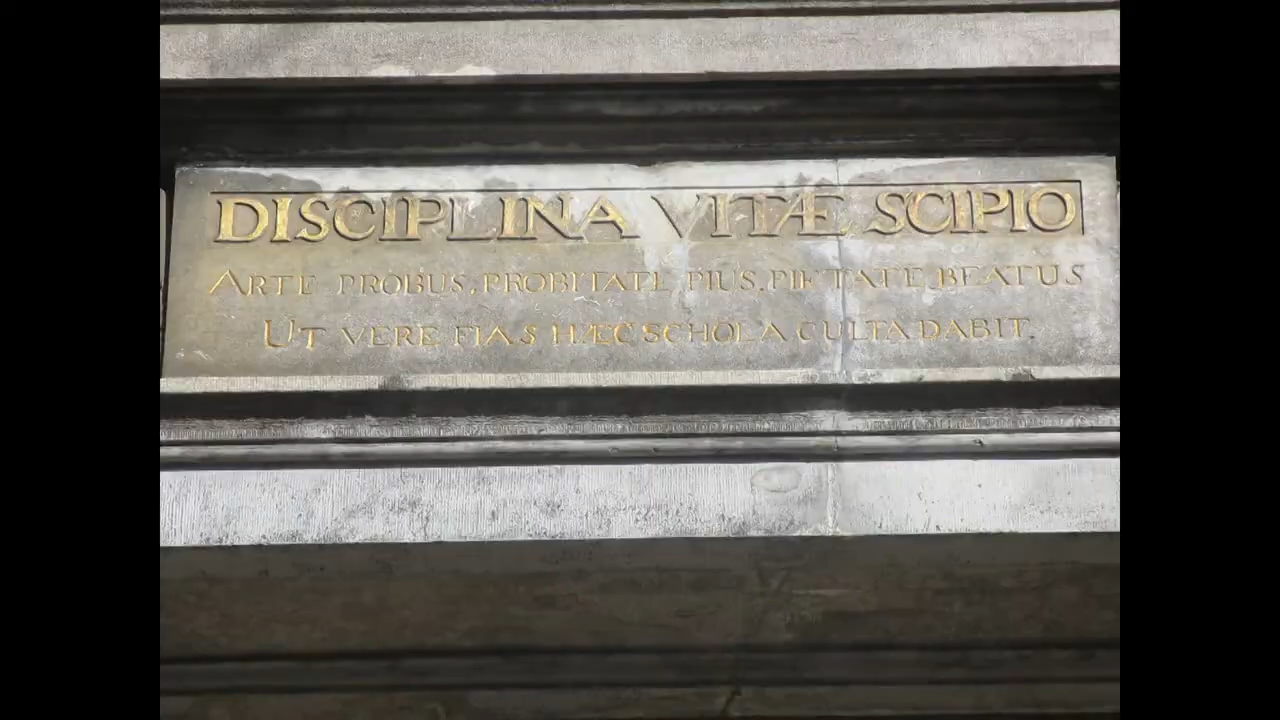 DISCIPLINA VITÆ SCIPIO
ARTE PROBUS, PROBITATE PIUS, PIETATE BEATUS
UT VERE FIAS HÆC SCHOLA CULTA DABIT.